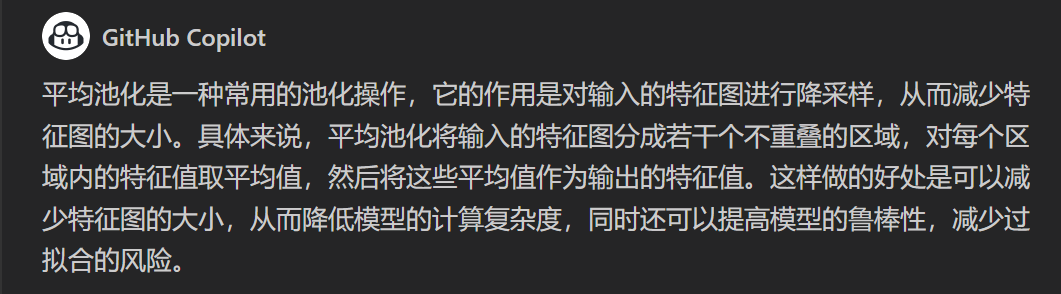 GitHub Copilot
平均池化是一种常用的池化操作，它的作用是对输入的特征图进行降采样，从而减少特
征图的大小。具体来说，平均池化将输入的特征图分成若干个不重叠的区域，对每个区
域内的特征值取平均值，然后将这些平均值作为输出的特征值。这样做的好处是可以减
少特征图的大小，从而降低模型的计算复杂度，同时还可以提高模型的鲁棒性，减少过
拟合的风险。